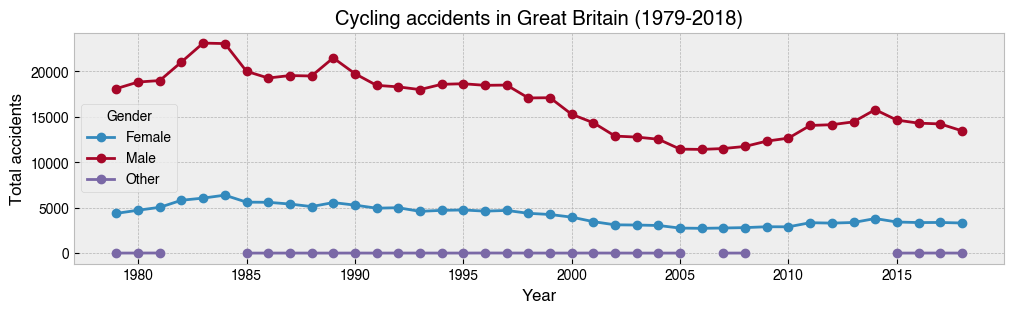 Cycling accidents in Great Britain (1979-2018)
Total accidents
20000
15000
10000
5000
0
Gender
Female
Male
Other
1980 1985 1990 1995 2000 2005 2010 2015
Year